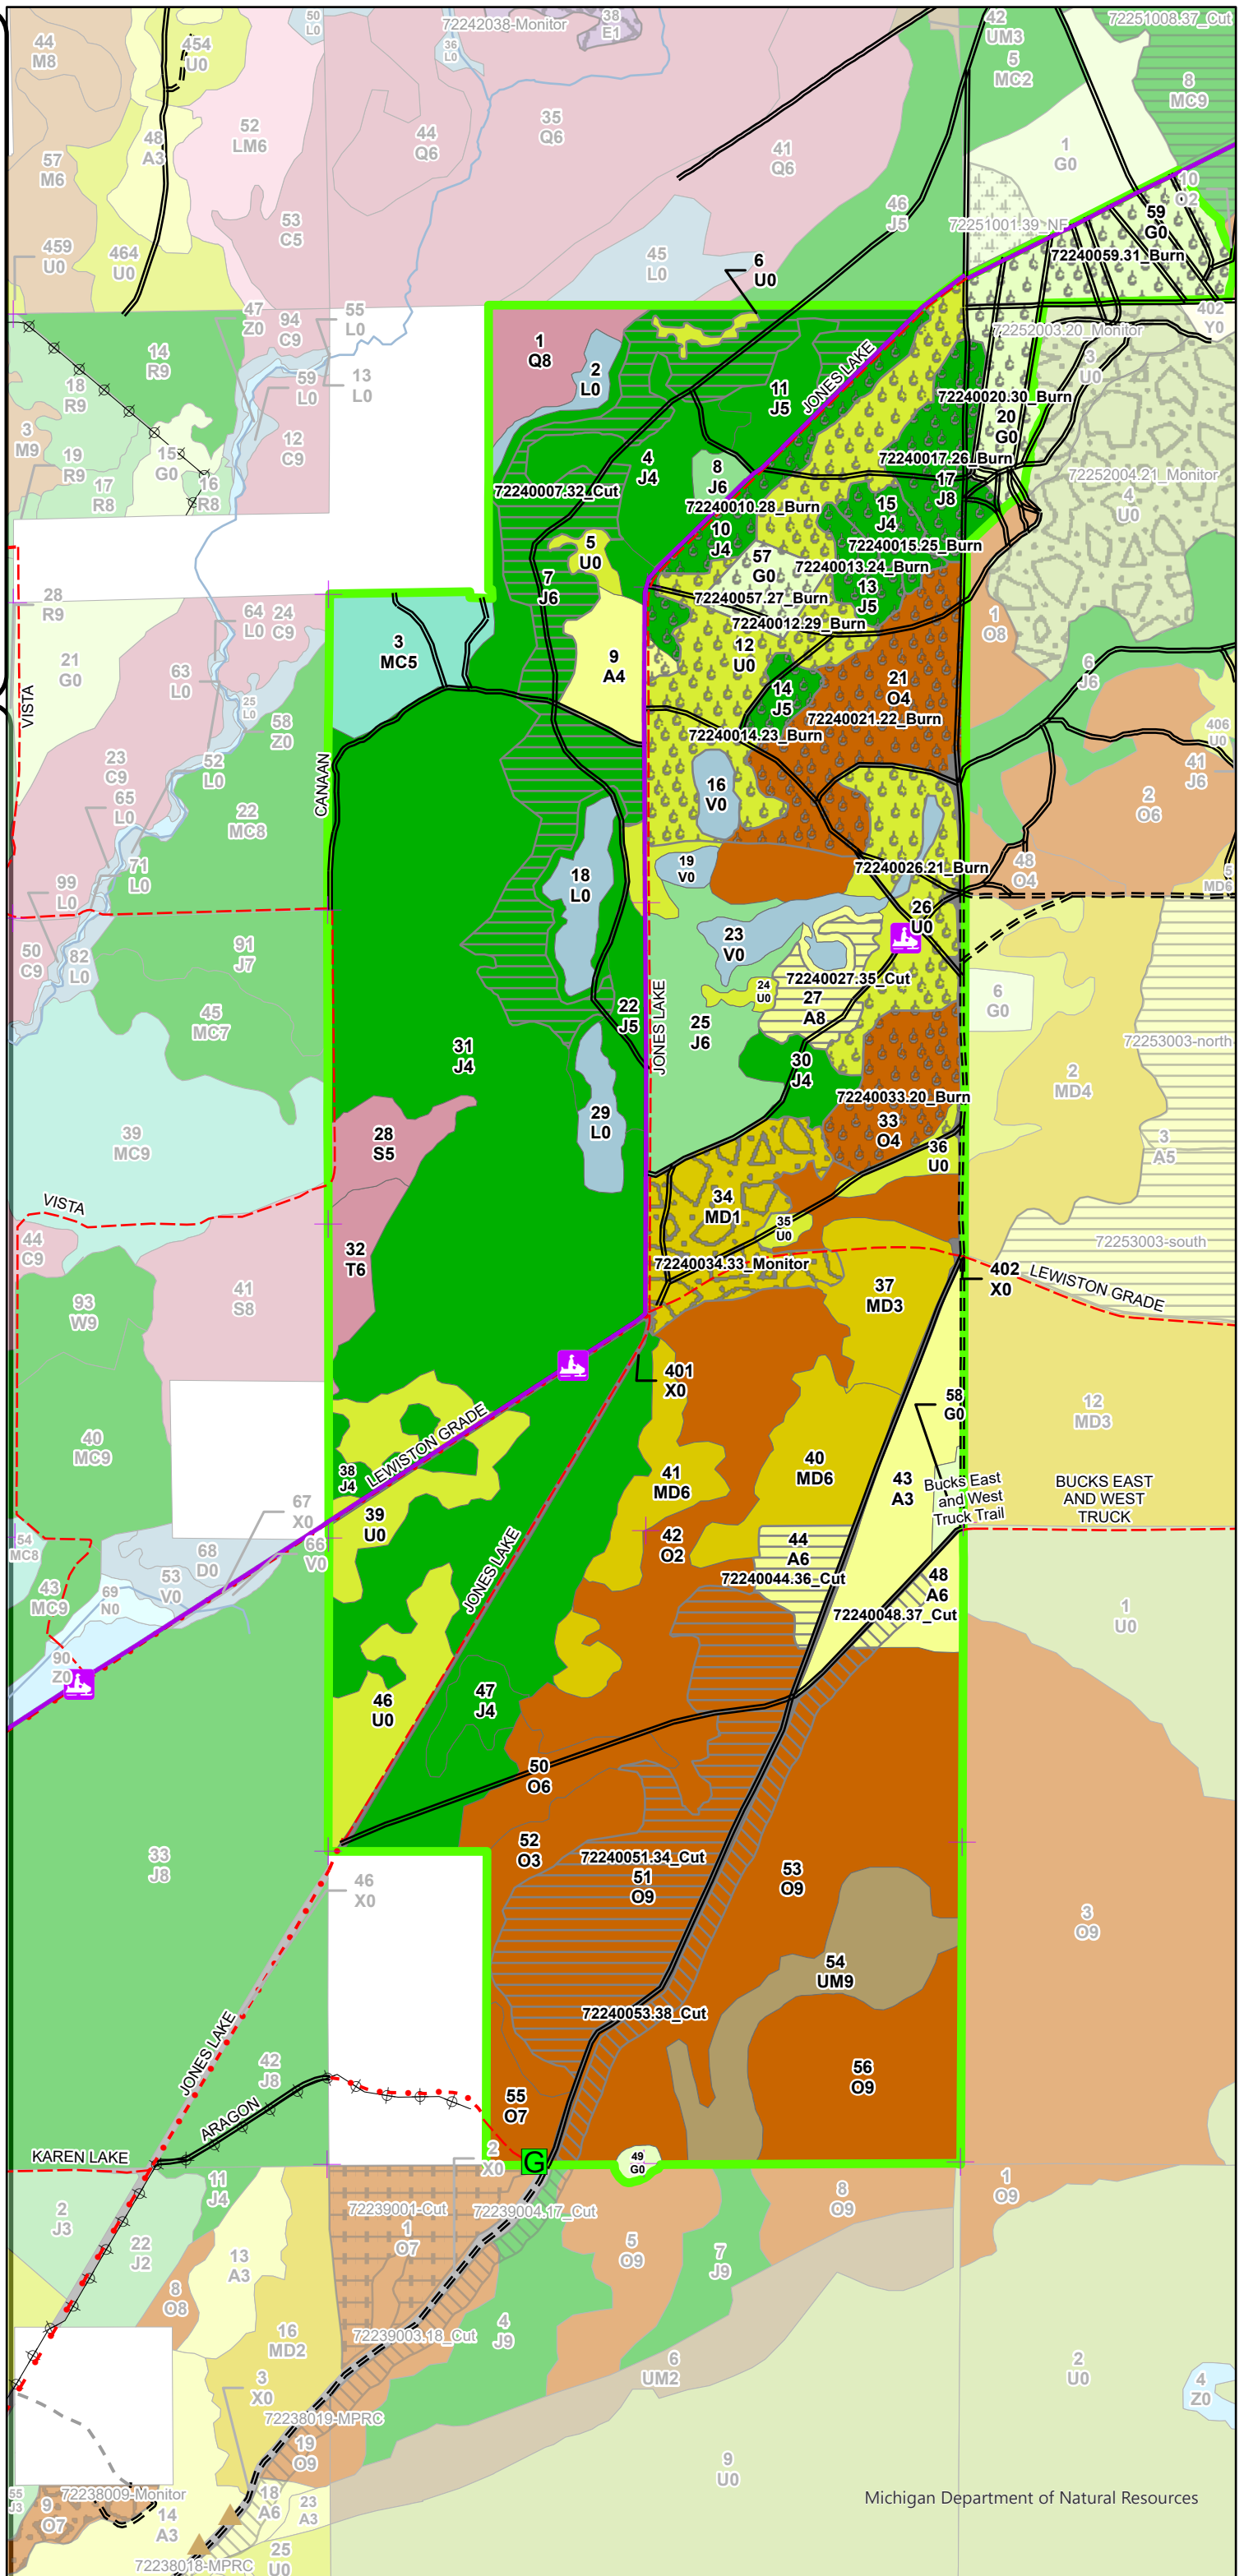 50
L0
72242038-Monitor
38
E1
42
UM3
72251008.37_Cut
44
M8
454
U0
36
L0
5
MC2
8
MC9
52
LM6
44
Q6
35
Q6
48
A3
41
Q6
1
G0
57
M6
10
O2
53
C5
46
J5
59
G0
72251001.39_NF
459
U0
464
U0
45
L0
6
U0
72240059.31_Burn
47
Z0
94
C9
55
L0
402
Y0
72252003.20_Monitor
14
R9
1
Q8
2
L0
11
J5
JONES LAKE
3
U0
18
R9
59
L0
13
L0
72240020.30_Burn
20
G0
3
M9
19
R9
15
G0
12
C9
4
J4
8
J6
72240017.26_Burn
17
J8
72252004.21_Monitor
4
U0
17
R8
16
R8
72240007.32_Cut
72240010.28_Burn
10
J4
15
J4
5
U0
72240015.25_Burn
57
G0
72240013.24_Burn
13
J5
7
J6
28
R9
72240057.27_Burn
64
L0
24
C9
72240012.29_Burn
1
O8
3
MC5
9
A4
12
U0
21
G0
63
L0
6
J6
VISTA
25
L0
14
J5
21
O4
72240021.22_Burn
58
Z0
72240014.23_Burn
406
U0
23
C9
52
L0
CANAAN
41
J6
65
L0
22
MC8
16
V0
2
O6
71
L0
18
L0
19
V0
72240026.21_Burn
48
O4
5
MD6
99
L0
26
U0
50
C9
82
L0
91
J7
23
V0
72240027.35_Cut
24
U0
27
A8
6
G0
45
MC7
22
J5
JONES LAKE
25
J6
31
J4
30
J4
72253003-north
2
MD4
29
L0
72240033.20_Burn
33
O4
39
MC9
28
S5
3
A5
36
U0
VISTA
34
MD1
35
U0
44
C9
32
T6
72253003-south
72240034.33_Monitor
402
X0
LEWISTON GRADE
41
S8
37
MD3
93
W9
401
X0
58
G0
12
MD3
LEWISTON GRADE
40
MC9
38
J4
41
MD6
40
MD6
43
A3
Bucks East
and West
Truck Trail
BUCKS EAST
AND WEST
TRUCK
67
X0
39
U0
54
MC8
66
V0
42
O2
44
A6
68
D0
53
V0
72240044.36_Cut
JONES LAKE
43
MC9
69
N0
48
A6
72240048.37_Cut
1
U0
90
Z0
46
U0
47
J4
50
O6
33
J8
52
O3
72240051.34_Cut
51
O9
53
O9
46
X0
3
O9
54
UM9
72240053.38_Cut
JONES LAKE
42
J8
56
O9
ARAGON
55
O7
KAREN LAKE
2
X0
G
49
G0
11
J4
1
O9
2
J3
72239001-Cut
1
O7
72239004.17_Cut
8
O9
22
J2
13
A3
5
O9
7
J9
8
O8
4
J9
16
MD2
72239003.18_Cut
6
UM2
2
U0
3
X0
4
Z0
72238019-MPRC
19
O9
9
U0
55
J3
72238009-Monitor
9
O7
18
A6
23
A3
Michigan Department of Natural Resources
14
A3
25
U0
72238018-MPRC